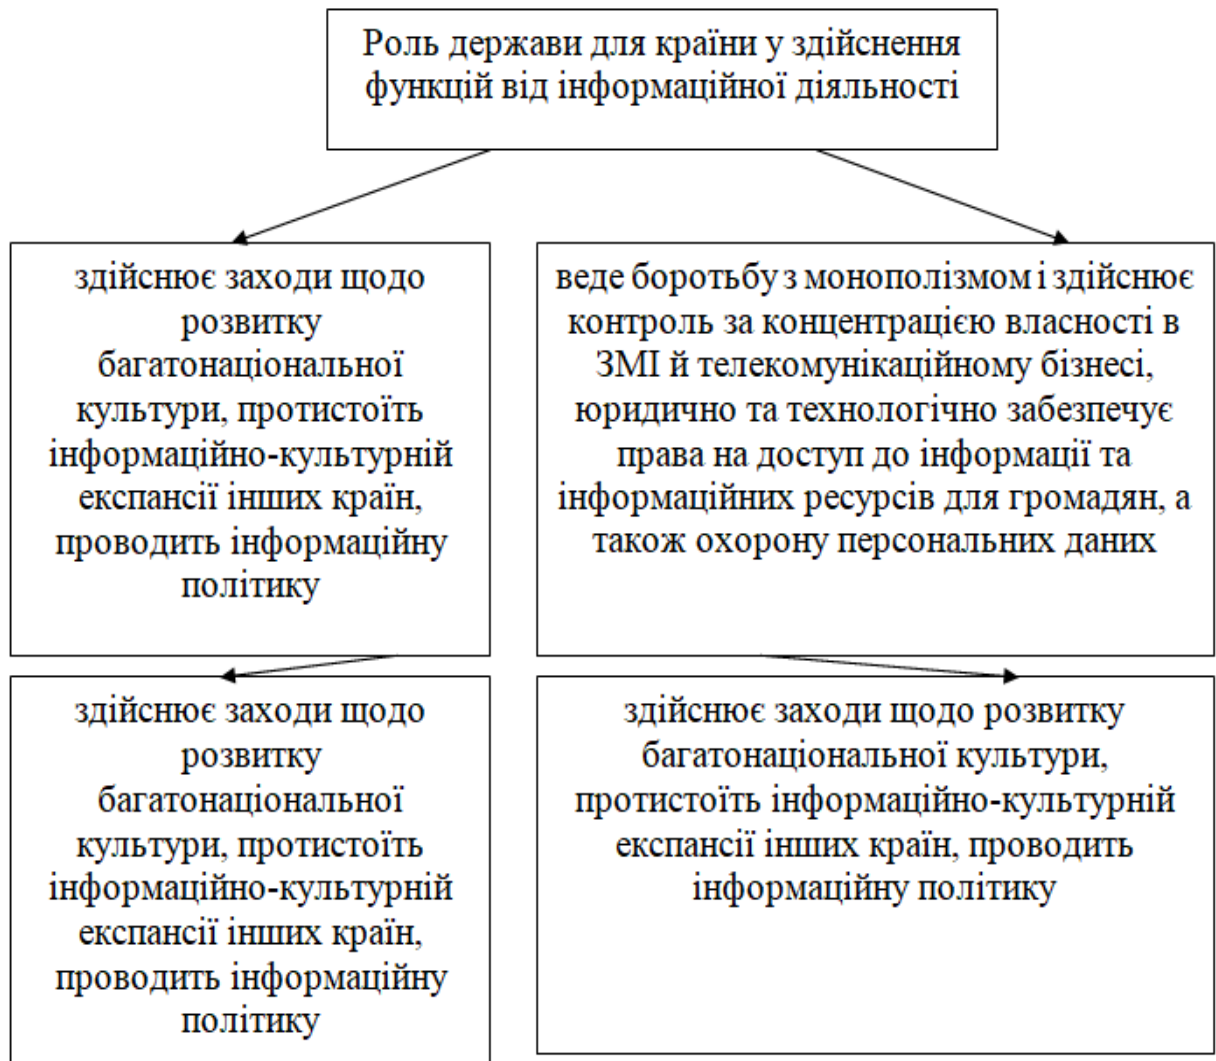 Роль держави для країни у здійснення
функцій від інформаційної діяльності
здійснює заходи щодо
розвитку
багатонаціональної
культури, протистоїть
інформаційно-культурній
експансії інших країн,
проводить інформаційну
політику
веде боротьбу з монополізмом і здійснює
контроль за концентрацією власності в
ЗМІ й телекомунікаційному бізнесі,
юридично та технологічно забезпечує
права на доступ до інформації та
інформаційних ресурсів для громадян, а
також охорону персональних даних
здійснює заходи щодо
розвитку
багатонаціональної
культури, протистоїть
інформаційно-культурній
експансії інших країн,
проводить інформаційну
політику
здійснює заходи щодо розвитку
багатонаціональної культури,
протистоїть інформаційно-культурній
експансії інших країн, проводить
інформаційну політику